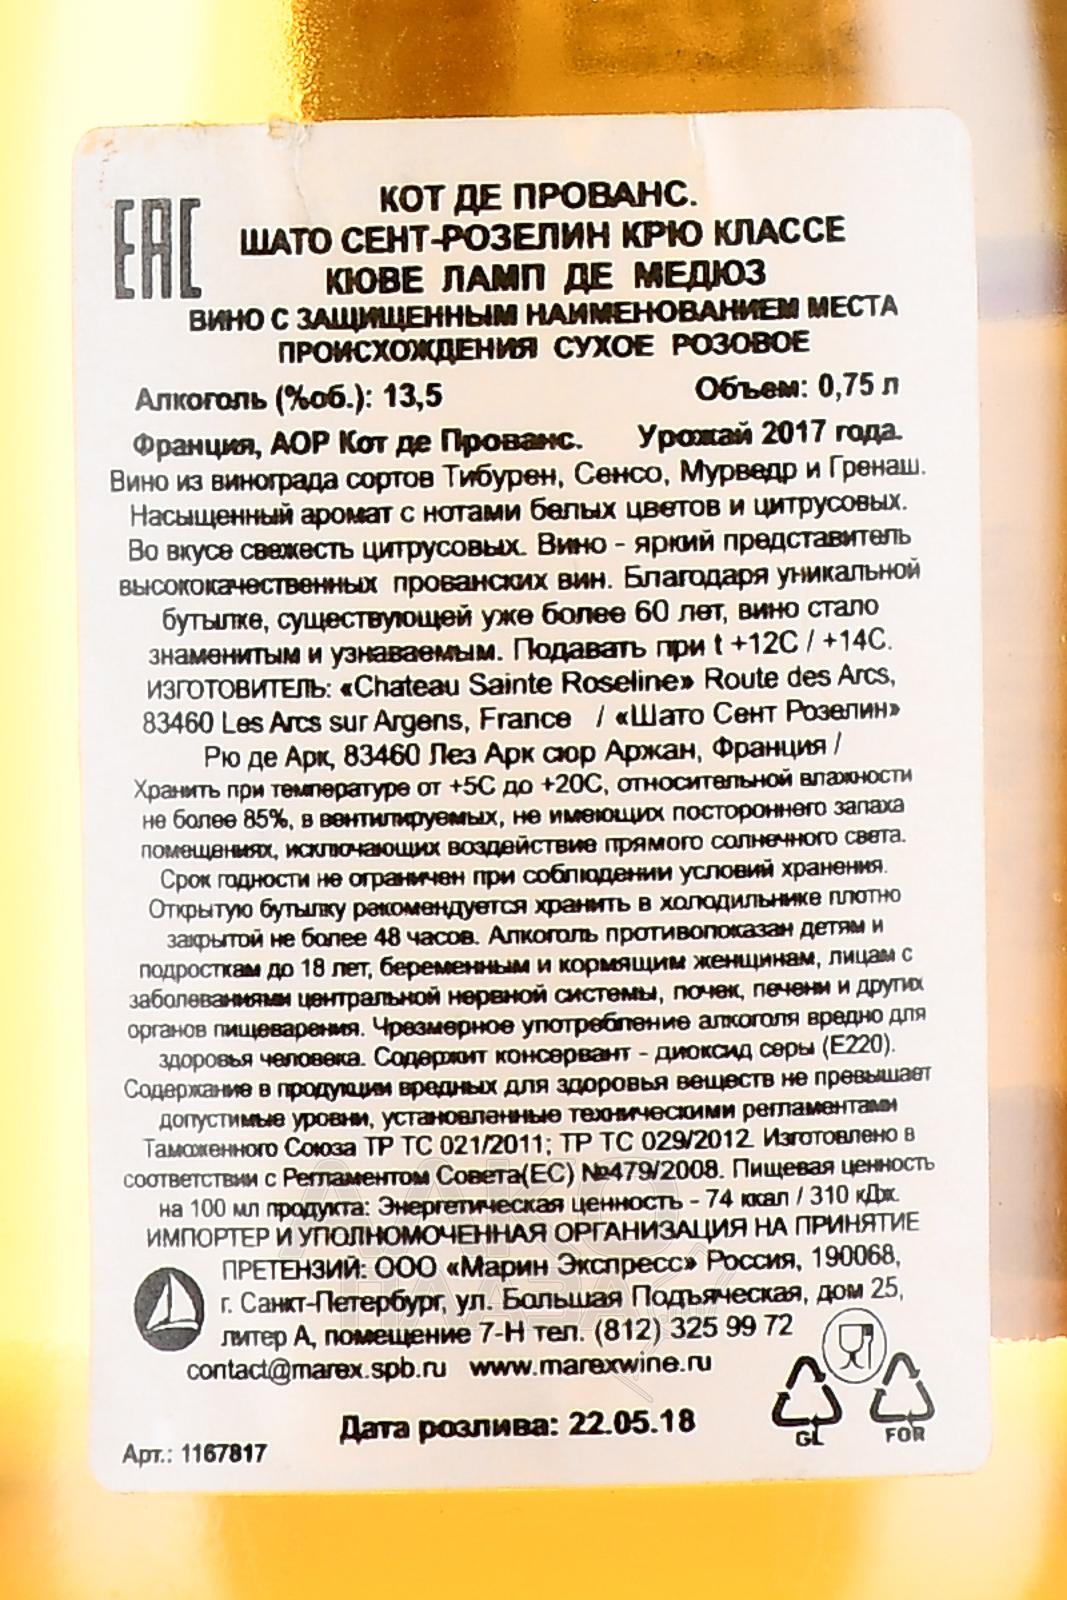 EAC
КОТ ДЕ ПРОВАНС.
ШАТО СЕНТ-РОЗЕЛИН КРЮ КЛАССЕ
КЮВЕ ЛАМП ДЕ МЕДЮЗ
ВИНО С ЗАЩИЩЕННЫМ НАИМЕНОВАНИЕМ МЕСТА
ПРОИСХОЖДЕНИЯ СУХОЕ РОЗОВОЕ
Алкоголь (%об.): 13,5 Объем: 0,75 л
Франция, АОР Кот де Прованс. Урожай 2017 года.
Вино из винограда сортов Тибурен, Сенсо, Мурведр и Гренаш.
Насыщенный аромат с нотами белых цветов и цитрусовых.
Во вкусе свежесть цитрусовых. Вино - яркий представитель
высококачественных прованских вин. Благодаря уникальной
бутылке, существующей уже более 60 лет, вино стало
знаменитым и узнаваемым. Подавать при t +12С / +14С.
ИЗГОТОВИТЕЛЬ: «Chateau Sainte Roseline» Route des Arcs,
83460 Les Arcs sur Argens, France / «Шато Сент Розелин»
Рю де Арк, 83460 Лез Арк сюр Аржан, Франция /
Хранить при температуре от +5С до +20С, относительной влажности
не более 85%, в вентилируемых, не имеющих постороннего запаха
помещениях, исключающих воздействие прямого солнечного света.
Срок годности не ограничен при соблюдении условий хранения.
Открытую бутылку рекомендуется хранить в холодильнике плотно
закрытой не более 48 часов. Алкоголь противопоказан детям и
подросткам до 18 лет, беременным и кормящим женщинам, лицам с
заболеваниями центральной нервной системы, почек, печени и других
органов пищеварения. Чрезмерное употребление алкоголя вредно для
здоровья человека. Содержит консервант - диоксид серы (Е220).
Содержание в продукции вредных для здоровья веществ не превышает
допустимые уровни, установленные техническими регламентами
Таможенного Союза ТР ТС 021/2011; ТР ТС 029/2012. Изготовлено в
соответствии с Регламентом Совета(ЕС) №479/2008. Пищевая ценность
на 100 мл продукта: Энергетическая ценность - 74 ккал / 310 кДж.
ИМПОРТЕР И УПОЛНОМОЧЕННАЯ ОРГАНИЗАЦИЯ НА ПРИНЯТИЕ
ПРЕТЕНЗИЙ: ООО «Марин Экспресс» Россия, 190068,
г. Санкт-Петербург, ул. Большая Подъяческая, дом 25,
литер А, помещение 7-Н тел. (812) 325 99 72
contact@marex.spb.ru www.marexwine.ru
GL FOR
Дата розлива: 22.05.18
Арт.: 1167817